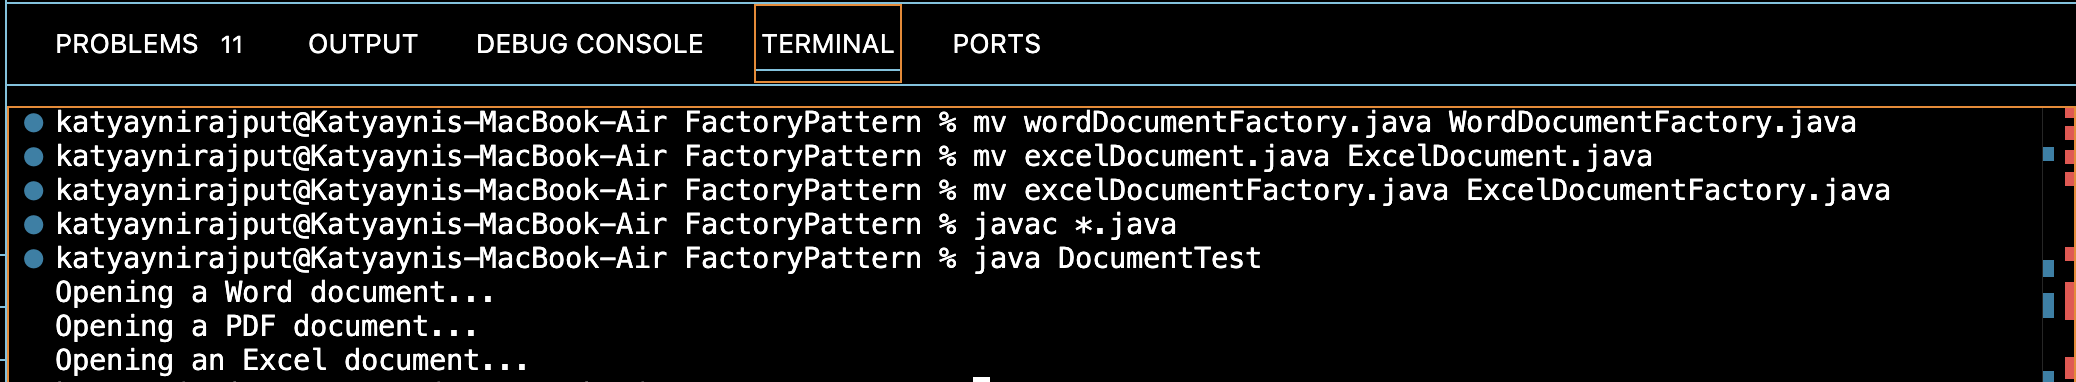 PROBLEMS 11 OUTPUT DEBUG CONSOLE TERMINAL PORTS
katyaynirajput@Katyaynis-MacBook-Air FactoryPattern % mv wordDocumentFactory.java WordDocumentFactory.java
katyaynirajput@Katyaynis-MacBook-Air FactoryPattern % mv excelDocument.java ExcelDocument.java
katyaynirajput@Katyaynis-MacBook-Air FactoryPattern % mv excelDocumentFactory.java ExcelDocumentFactory.java
katyaynirajput@Katyaynis-MacBook-Air FactoryPattern % javac *.java
katyaynirajput@Katyaynis-MacBook-Air FactoryPattern % java DocumentTest
Opening a Word document...
Opening a PDF document...
Opening an Excel document...